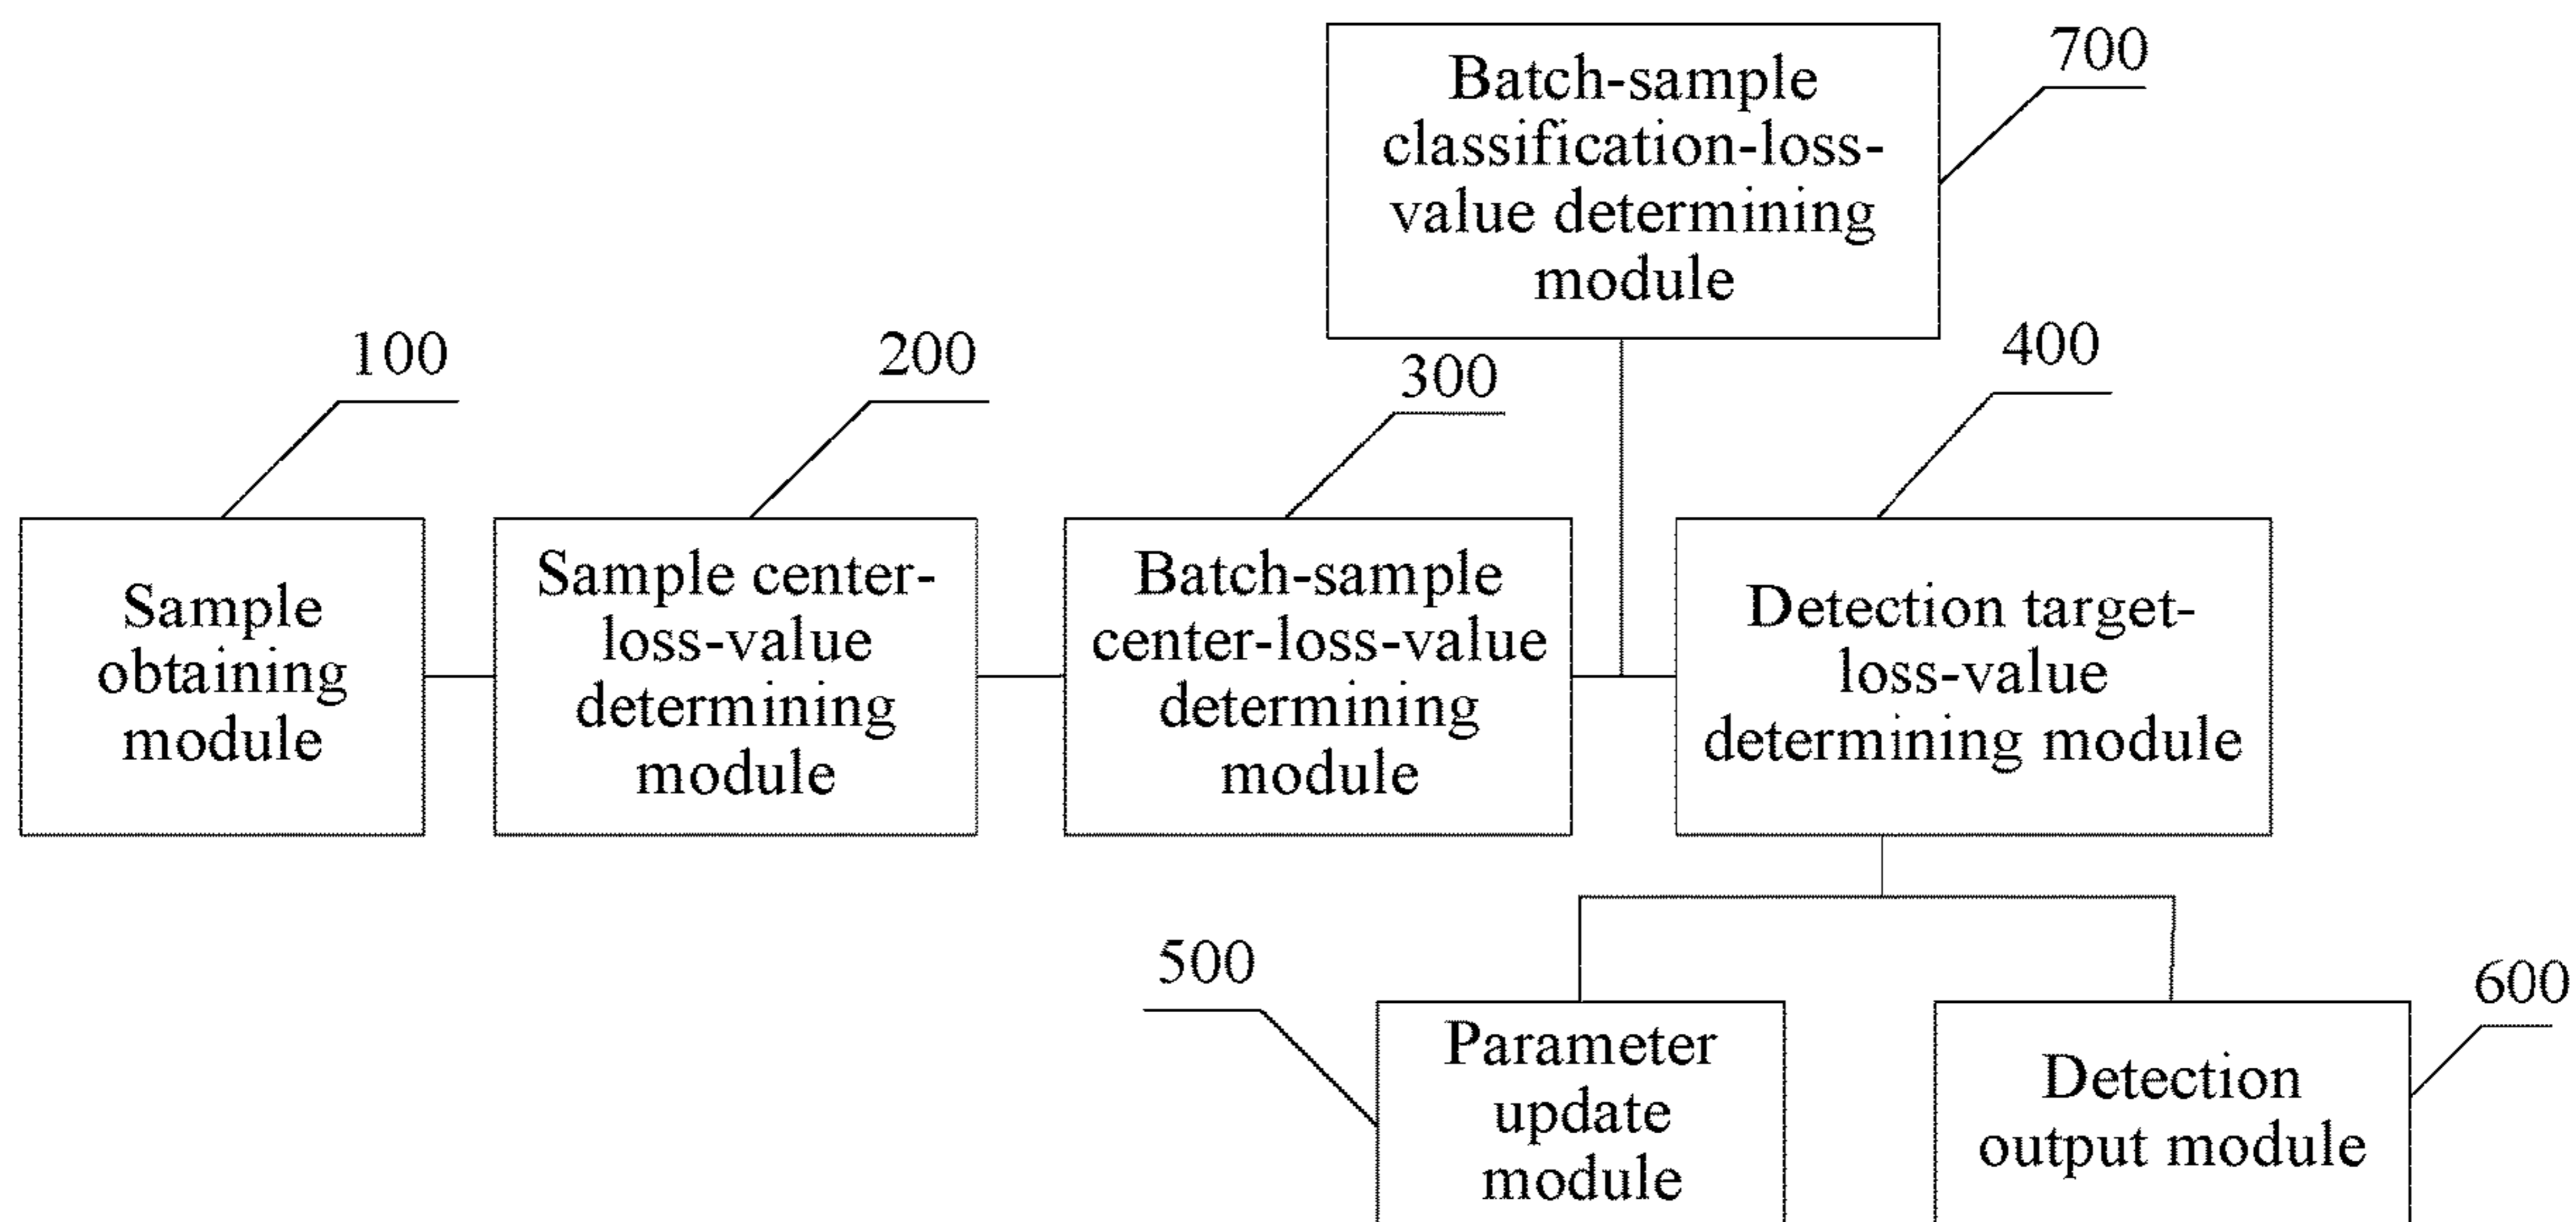 700
Batch-sample
classification-loss-
value determining
module
100
200
300
400
Sample
obtaining
module
Sample center-
loss-value
determining
module
Batch-sample
center-loss-value
determining
module
Detection target-
loss-value
determining module
500
600
Parameter
update
module
Detection
output module